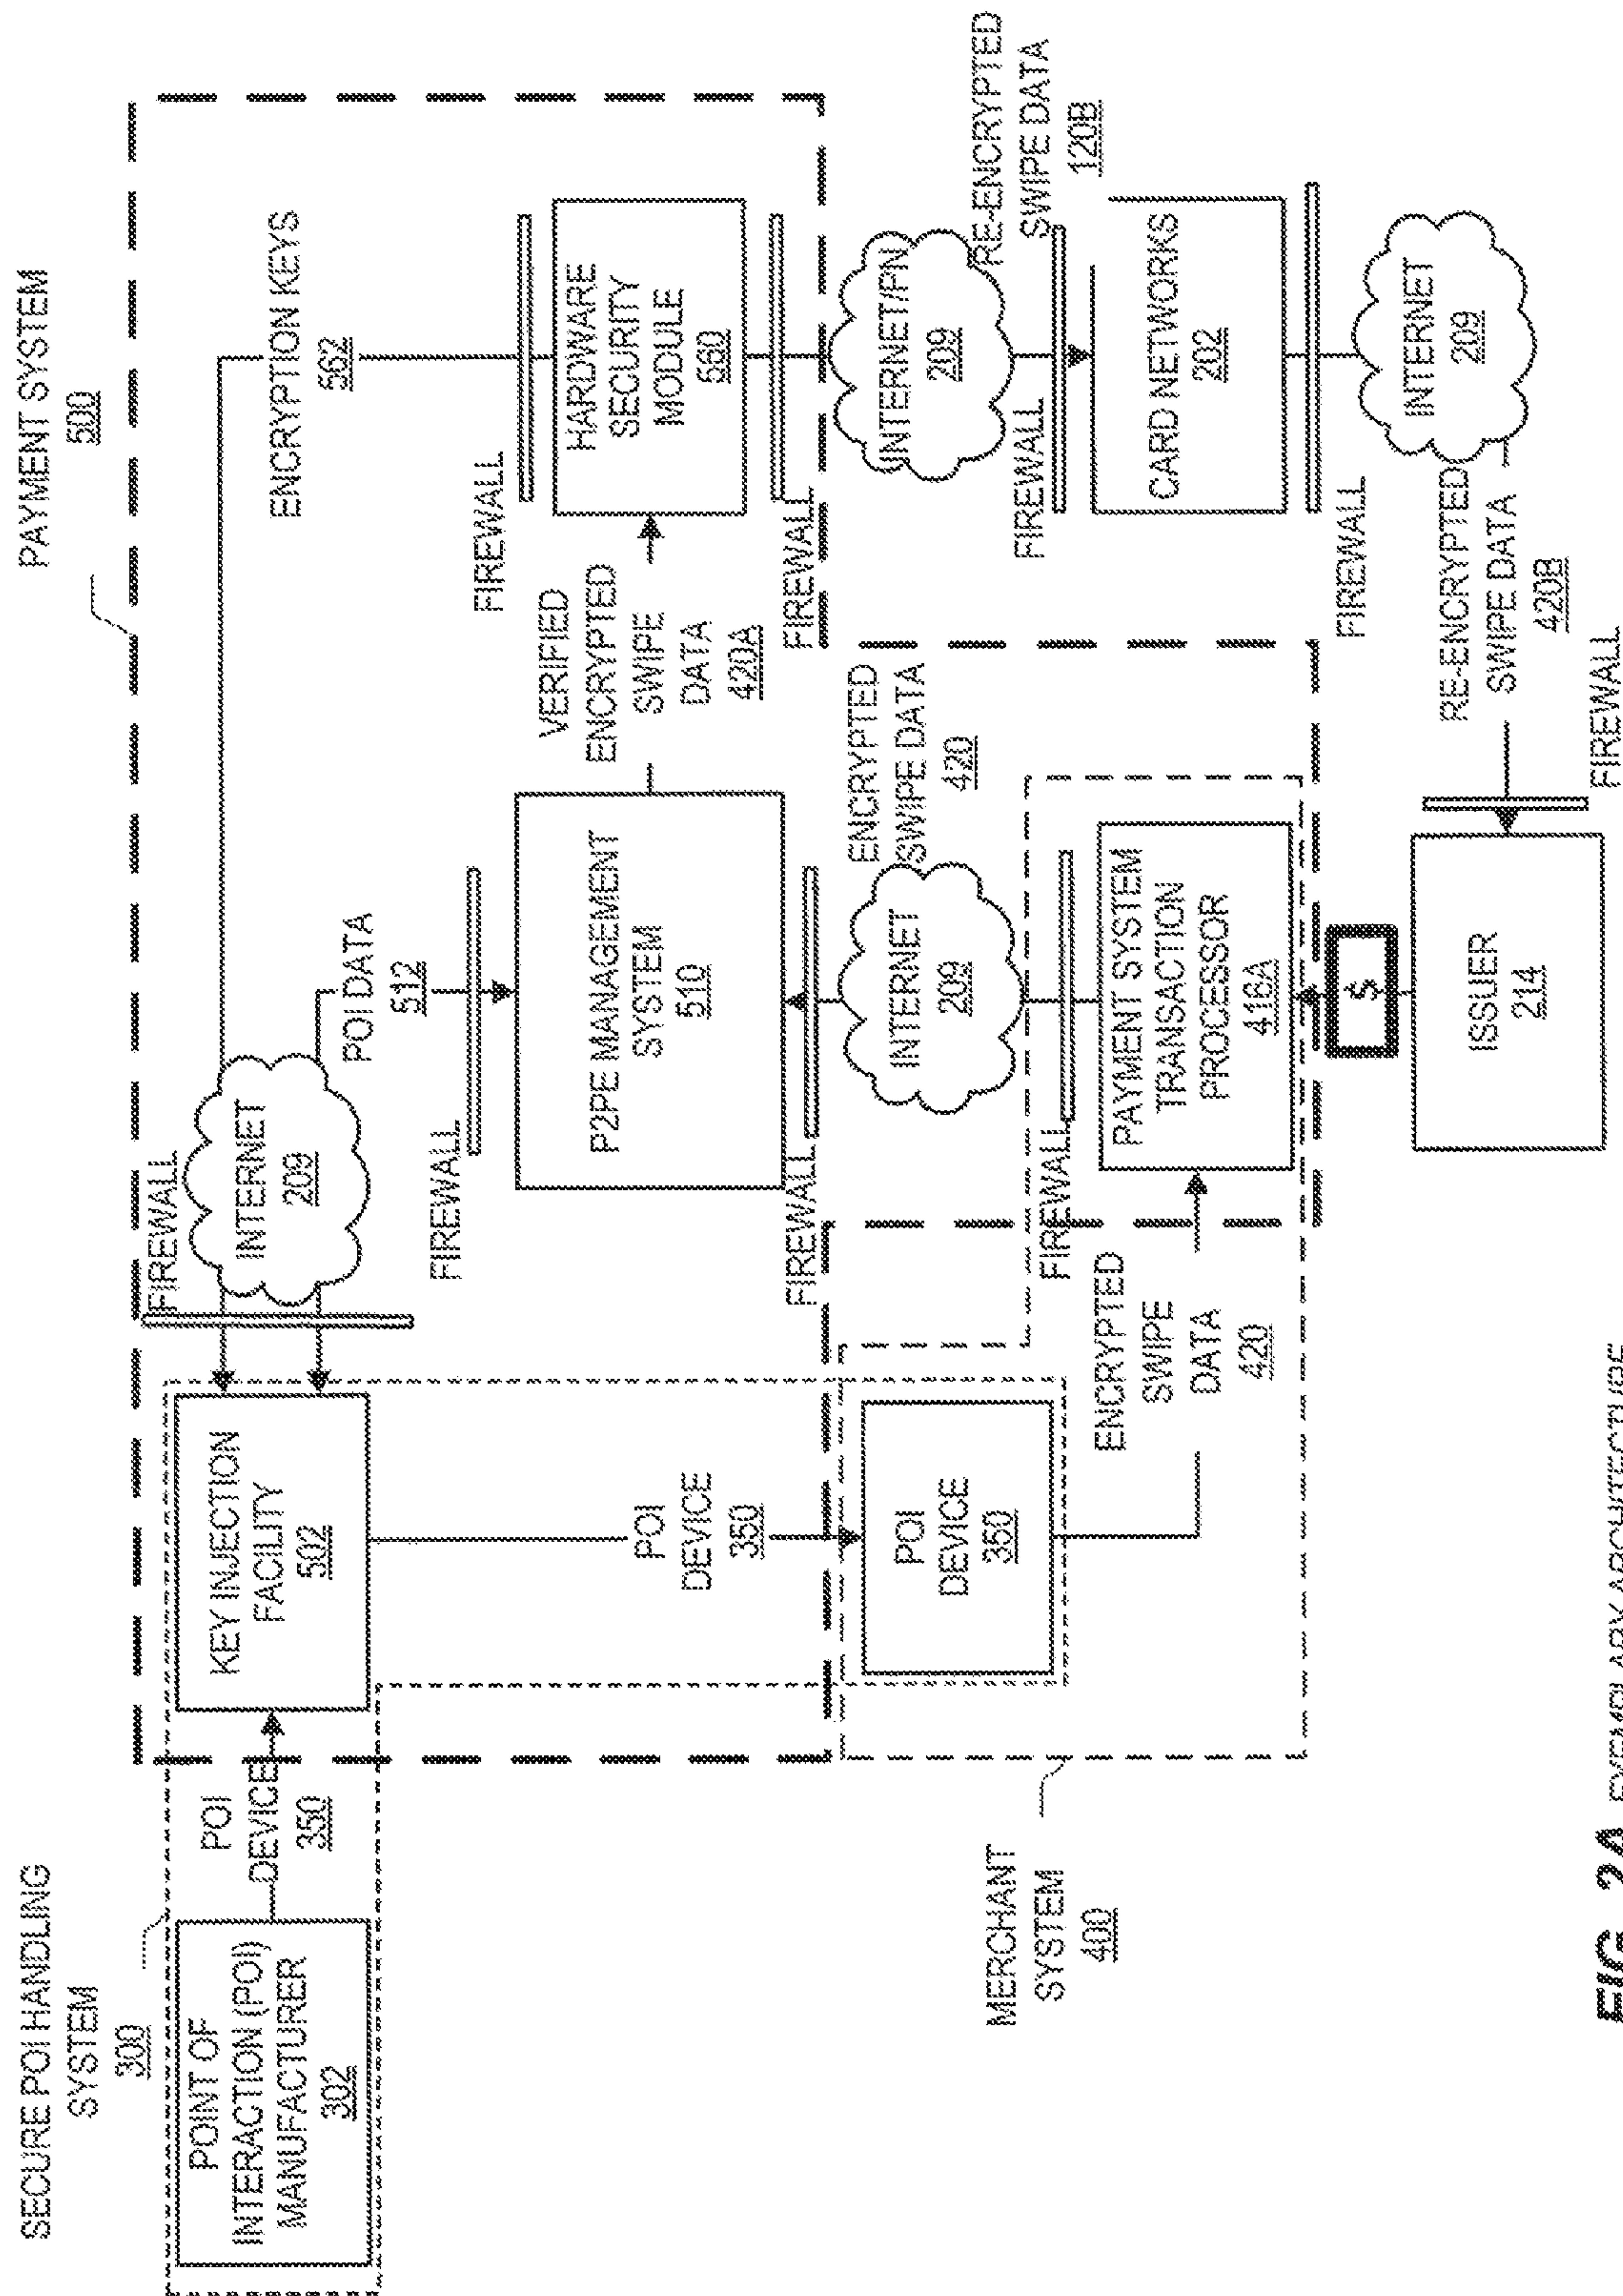 SECURE POI HANDLING
SYSTEM
300
PAYMENT SYSTEM
500
POINT OF
INTERACTION (POI)
MANUFACTURER
302
POI
DEVICE
350
KEY INJECTION
FACILITY
502
FIREWALL
INTERNET
209
ENCRYPTION KEYS
562
POI DATA
512
FIREWALL
FIREWALL
P2PE MANAGEMENT
SYSTEM
510
VERIFIED
ENCRYPTED
SWIPE
DATA
420A
HARDWARE
SECURITY
MODULE
560
POI
DEVICE
350
FIREWALL
FIREWALL
POI
DEVICE
350
INTERNET
209
ENCRYPTED
SWIPE DATA
420
INTERNET/PN
209
RE-ENCRYPTED
SWIPE DATA
120B
MERCHANT
SYSTEM
400
FIREWALL
FIREWALL
ENCRYPTED
SWIPE
DATA
420
PAYMENT SYSTEM
TRANSACTION
PROCESSOR
416A
CARD NETWORKS
202
FIREWALL
$
INTERNET
209
ISSUER
214
RE-ENCRYPTED
SWIPE DATA
420B
FIREWALL
FIG. 2A EXEMPLARY ARCHITECTURE